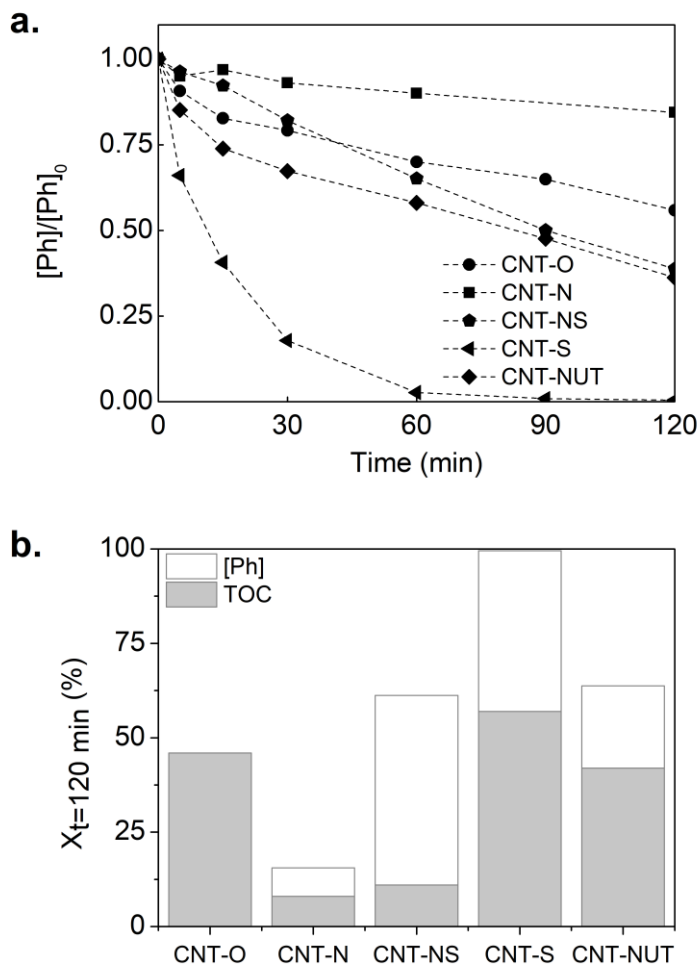 a.
1.00
0.75
0.50
0.25
0.00
[Ph]/[Ph]0
CNT-O
CNT-N
CNT-NS
CNT-S
CNT-NUT
0 30 60 90 120
Time (min)
b.
100
75
50
25
0
Xt=120 min (%)
[Ph]
TOC
CNT-O CNT-N CNT-NS CNT-S CNT-NUT